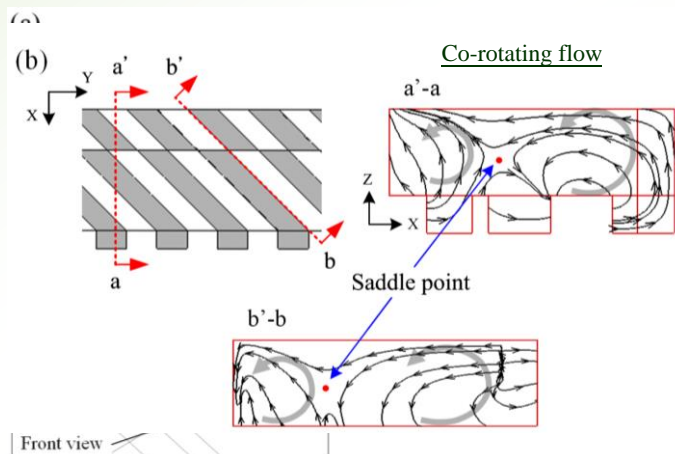 (b)
a'
b'
Y
X
a
b
Co-rotating flow
a'-a
Z
X
Saddle point
b'-b
Front view